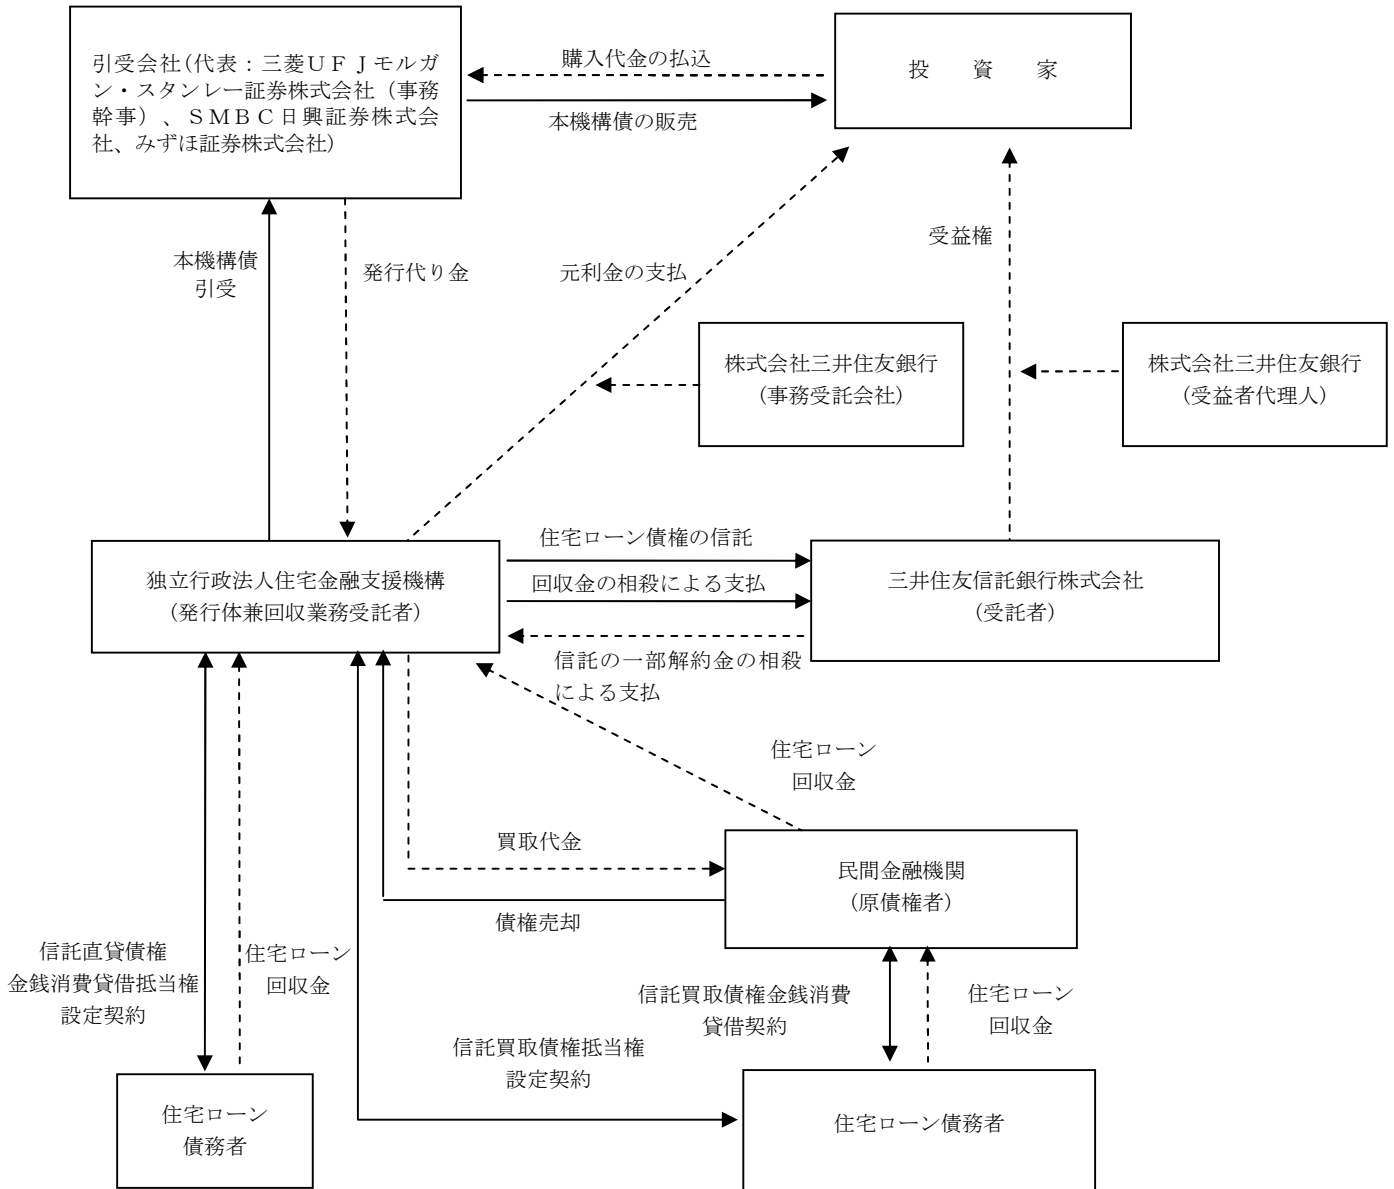 引受会社(代表：三菱ＵＦＪモルガ
ン・スタンレー証券株式会社（事務
幹事）、ＳＭＢＣ日興証券株式会
社、みずほ証券株式会社)
購入代金の払込
本機構債の販売
投　資　家
本機構債
引受
発行代り金
元利金の支払
受益権
株式会社三井住友銀行
（事務受託会社）
株式会社三井住友銀行
（受益者代理人）
独立行政法人住宅金融支援機構
（発行体兼回収業務受託者）
住宅ローン債権の信託
回収金の相殺による支払
信託の一部解約金の相殺
による支払
三井住友信託銀行株式会社
（受託者）
住宅ローン
回収金
買取代金
債権売却
民間金融機関
（原債権者）
信託直貸債権
金銭消費貸借抵当権
設定契約
住宅ローン
回収金
信託買取債権金銭消費
貸借契約
住宅ローン
回収金
信託買取債権抵当権
設定契約
住宅ローン
債務者
住宅ローン債務者